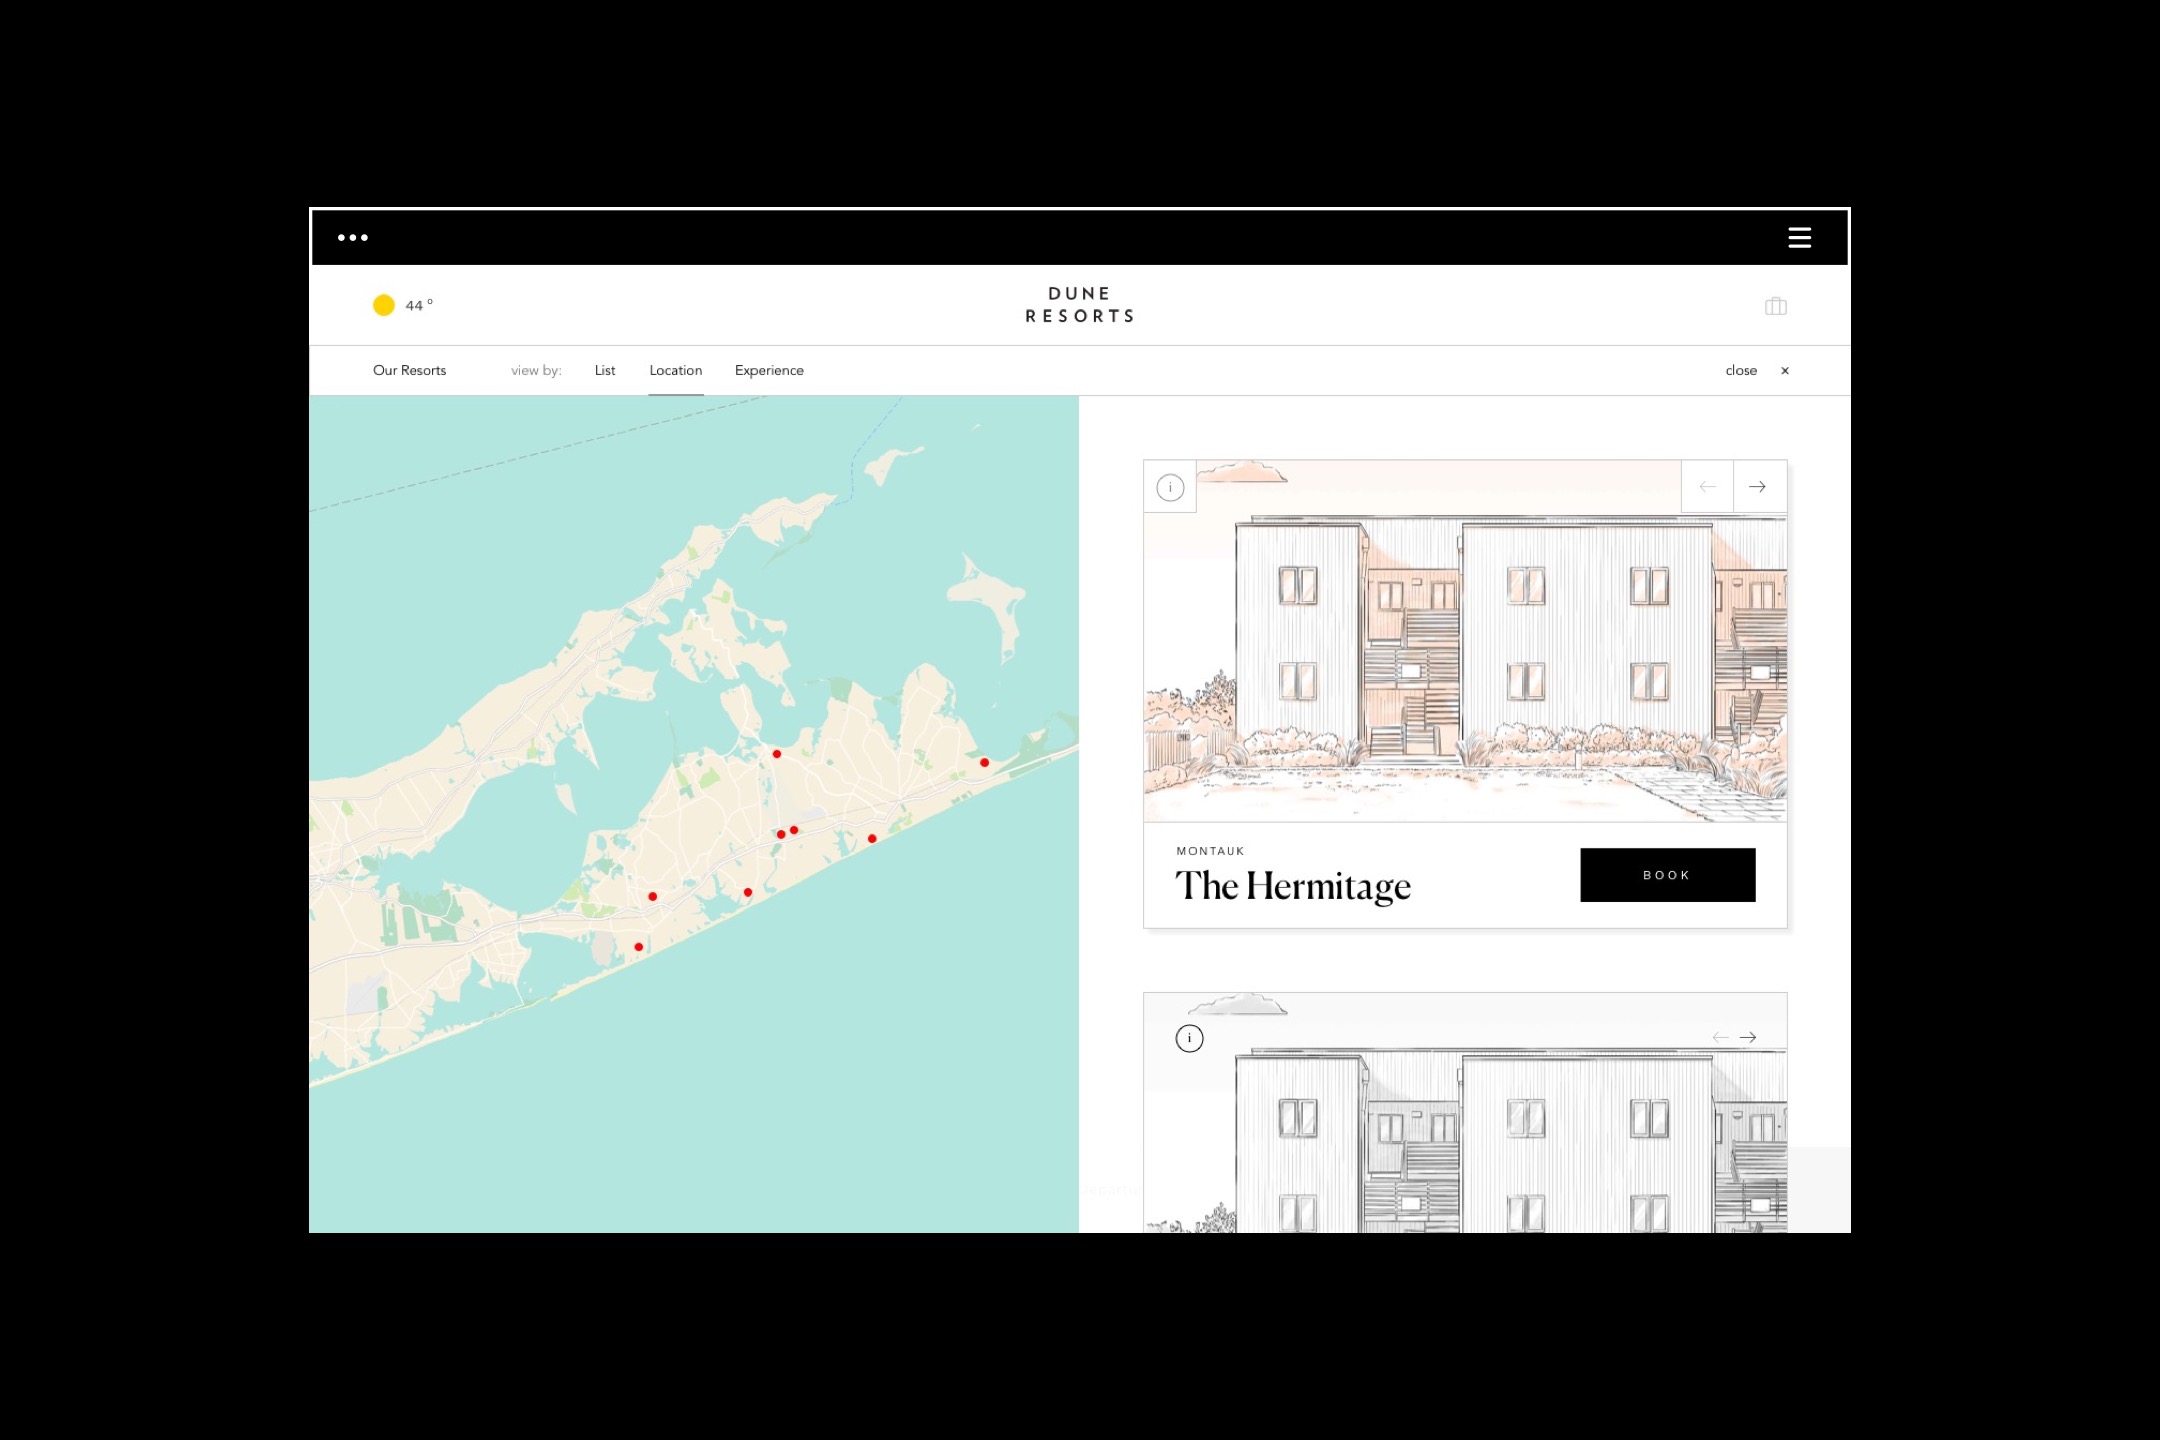 44 °
DUNE
RESORTS
Our Resorts view by: List Location Experience close ×
i
MONTAUK
The Hermitage
BOOK
i